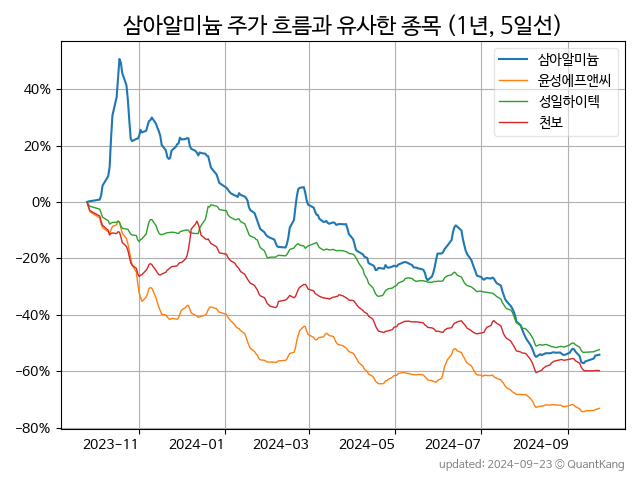 삼아알미늄 주가 흐름과 유사한 종목 (1년, 5일선)
삼아알미늄
윤성에프앤씨
성일하이텍
천보
40%
20%
0%
−20%
−40%
−60%
−80%
2023−11
2024−01
2024−03
2024−05
2024−07
2024−09
updated: 2024-09-23 © QuantKang